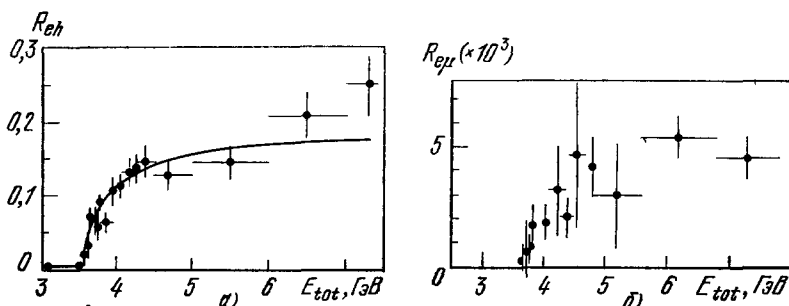 R_eh
0,3
0,2
0,1
0
3 4 5 6 E_tot, ГэВ
а)
R_eμ (×10³)
5
0
3 4 5 6 E_tot, ГэВ
б)